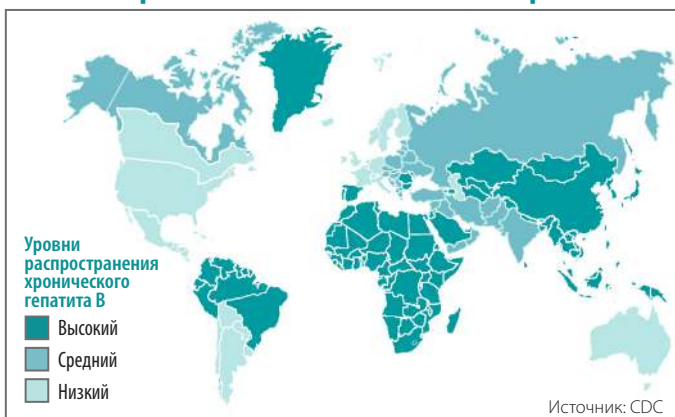 Уровни
распространения
хронического
гепатита В
Высокий
Средний
Низкий
Источник: CDC